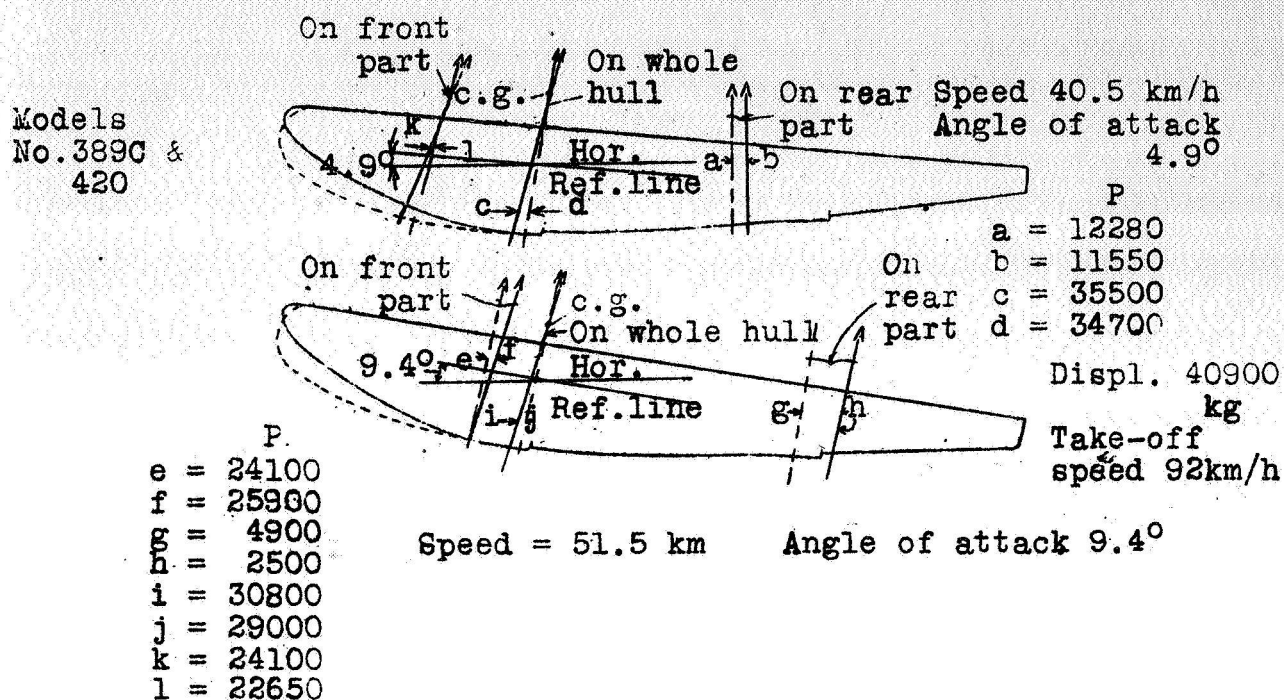 On front
part
c.g.
On whole
hull
On rear
part
Speed 40.5 km/h
Angle of attack
4.9°
Models
No.389C &
420
k
l
4.9°
Hor.
Ref.line
a
b
c
d
P
a = 12280
b = 11550
c = 35500
d = 34700
On front
part
c.g.
On whole hull
On
rear
part
9.4°
e
f
Hor.
Ref.line
g
h
i
j
Displ. 40900
kg
Take-off
speed 92km/h
P.
e = 24100
f = 25900
g = 4900
h = 2500
i = 30800
j = 29000
k = 24100
l = 22650
Speed = 51.5 km
Angle of attack 9.4°